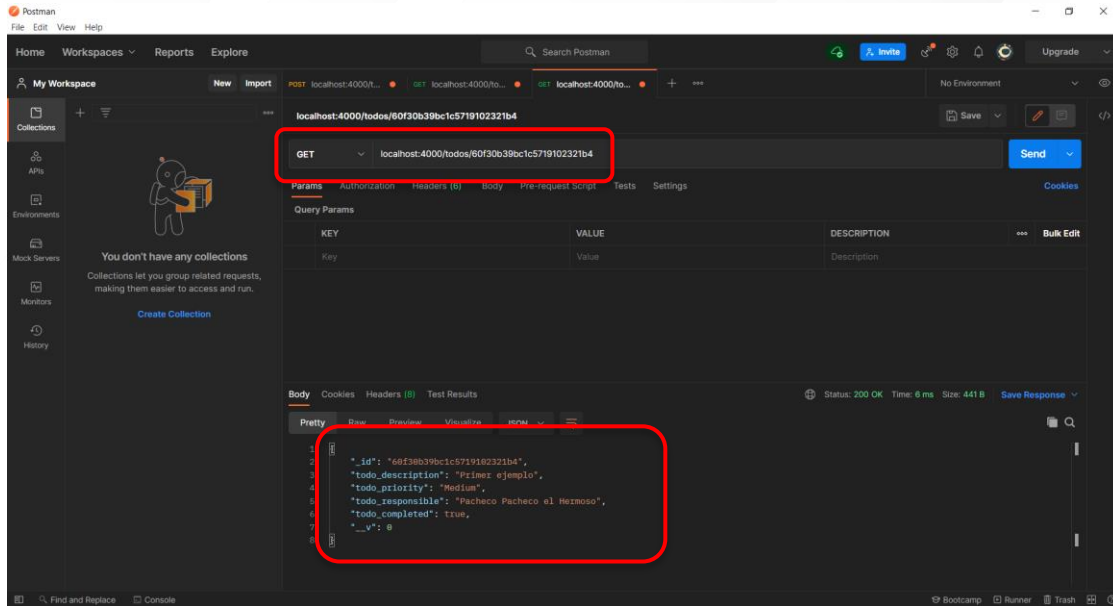 Postman
File Edit View Help
Home Workspaces Reports Explore Search Postman Invite Upgrade
My Workspace New Import POST localhost:4000/t... GET localhost:4000/to... GET localhost:4000/to... + No Environment
Collections
APIs
Environments
Mock Servers
Monitors
History
You don't have any collections
Collections let you group related requests,
making them easier to access and run.
Create Collection
localhost:4000/todos/60f30b39bc1c5719102321b4 Save
GET localhost:4000/todos/60f30b39bc1c5719102321b4 Send
Params Authorization Headers (6) Body Pre-request Script Tests Settings Cookies
Query Params
KEY VALUE DESCRIPTION Bulk Edit
Key Value Description
Body Cookies Headers (8) Test Results Status: 200 OK Time: 6 ms Size: 441 B Save Response
Pretty Raw Preview Visualize JSON
1 {
2 "_id": "60f30b39bc1c5719102321b4",
3 "todo_description": "Primer ejemplo",
4 "todo_priority": "Medium",
5 "todo_responsible": "Pacheco Pacheco el Hermoso",
6 "todo_completed": true,
7 "__v": 0
8 }
Find and Replace Console Bootcamp Runner Trash